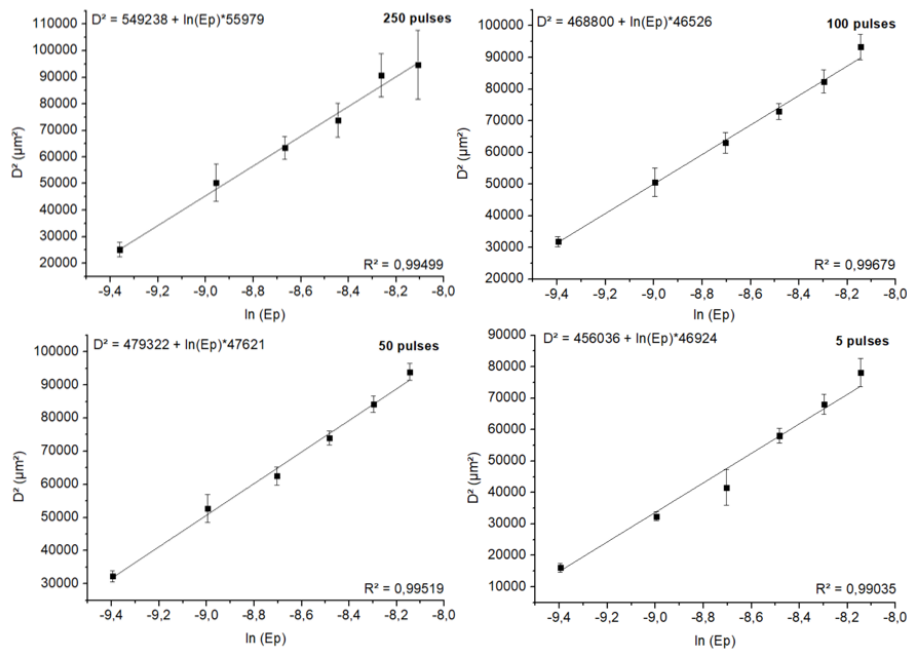 D² = 549238 + ln(Ep)*55979
250 pulses
110000
100000
90000
80000
70000
60000
50000
40000
30000
20000
D² (µm²)
R² = 0,99499
-9,4 -9,2 -9,0 -8,8 -8,6 -8,4 -8,2 -8,0
ln (Ep)
D² = 468800 + ln(Ep)*46526
100 pulses
100000
90000
80000
70000
60000
50000
40000
30000
20000
D² (µm²)
R² = 0,99679
-9,4 -9,2 -9,0 -8,8 -8,6 -8,4 -8,2 -8,0
ln (Ep)
D² = 479322 + ln(Ep)*47621
50 pulses
100000
90000
80000
70000
60000
50000
40000
30000
D² (µm²)
R² = 0,99519
-9,4 -9,2 -9,0 -8,8 -8,6 -8,4 -8,2 -8,0
ln (Ep)
D² = 456036 + ln(Ep)*46924
5 pulses
90000
80000
70000
60000
50000
40000
30000
20000
10000
D² (µm²)
R² = 0,99035
-9,4 -9,2 -9,0 -8,8 -8,6 -8,4 -8,2 -8,0
ln (Ep)